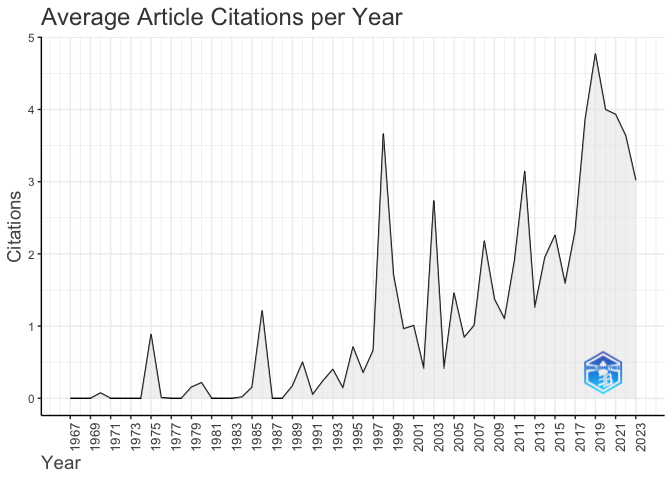 Average Article Citations per Year
5
4
3
2
1
0
Citations
1967 1969 1971 1973 1975 1977 1979 1981 1983 1985 1987 1989 1991 1993 1995 1997 1999 2001 2003 2005 2007 2009 2011 2013 2015 2017 2019 2021 2023
Year
BIBLIOMETRIX